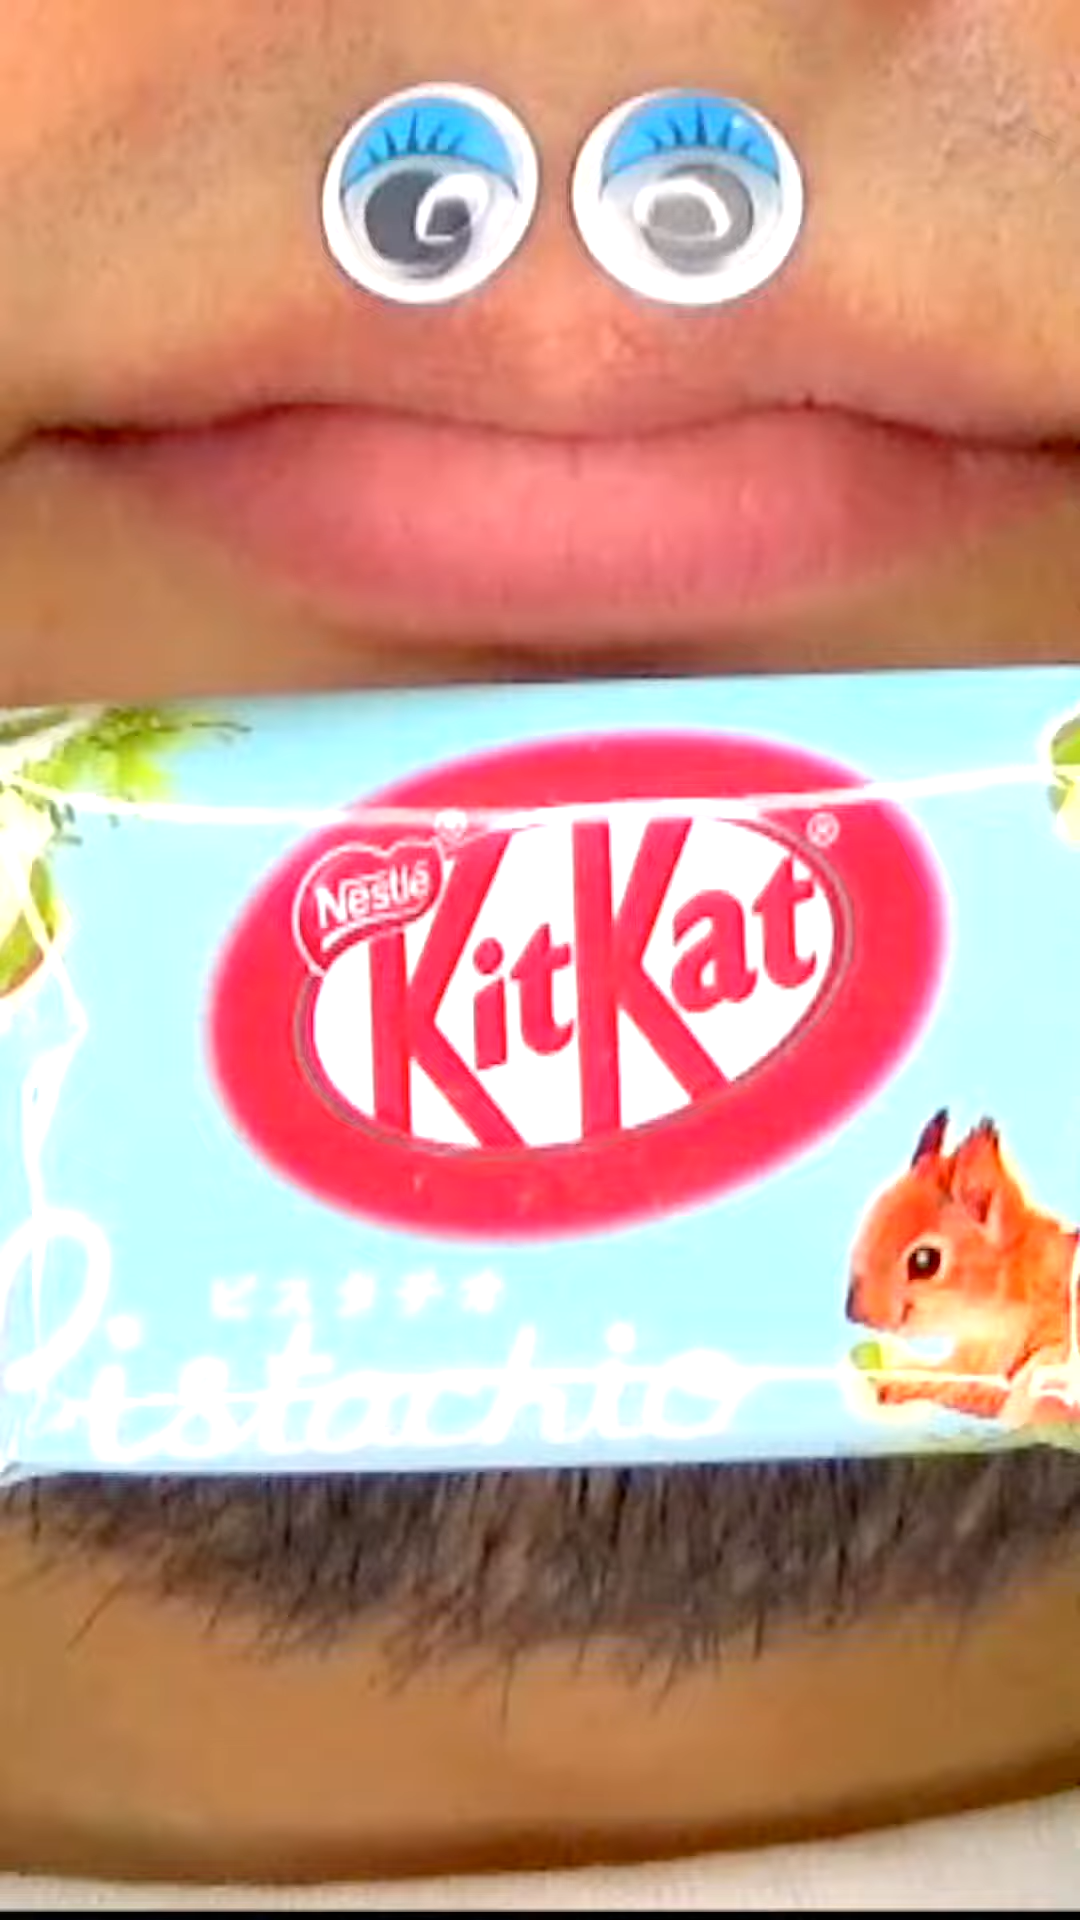 Nestlé
KitKat
ピスタチオ
Pistachio